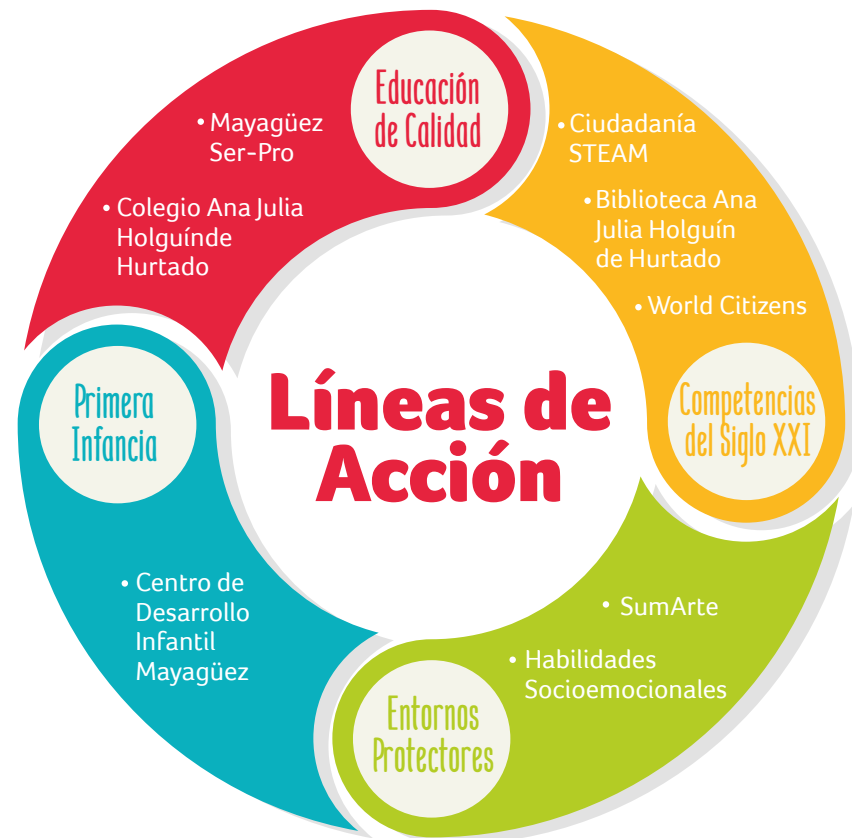 Líneas de
Acción
Educación
de Calidad
• Mayagüez
Ser-Pro
• Colegio Ana Julia
Holguínde
Hurtado
• Ciudadanía
STEAM
• Biblioteca Ana
Julia Holguín
de Hurtado
• World Citizens
Competencias
del Siglo XXI
• SumArte
• Habilidades
Socioemocionales
Entornos
Protectores
• Centro de
Desarrollo
Infantil
Mayagüez
Primera
Infancia